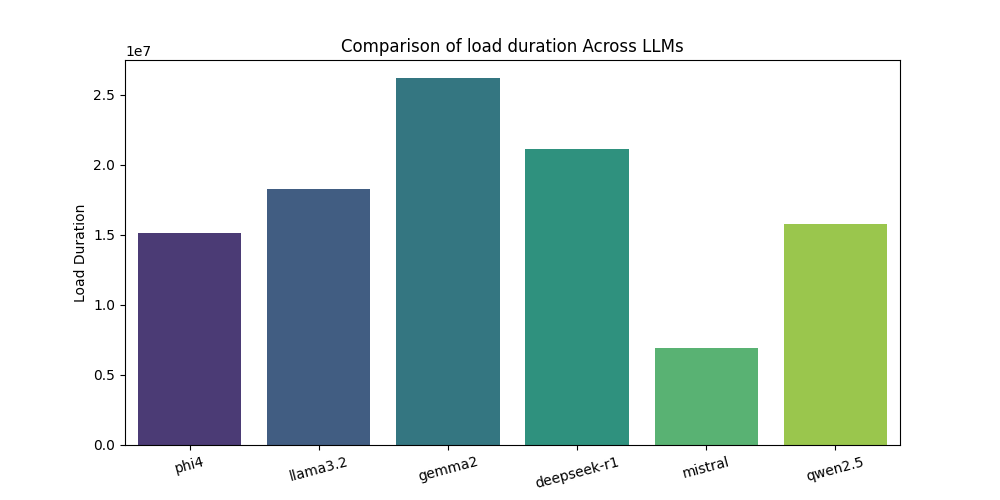 Comparison of load duration Across LLMs
1e7
2.5
2.0
1.5
1.0
0.5
0.0
Load Duration
phi4
llama3.2
gemma2
deepseek-r1
mistral
qwen2.5